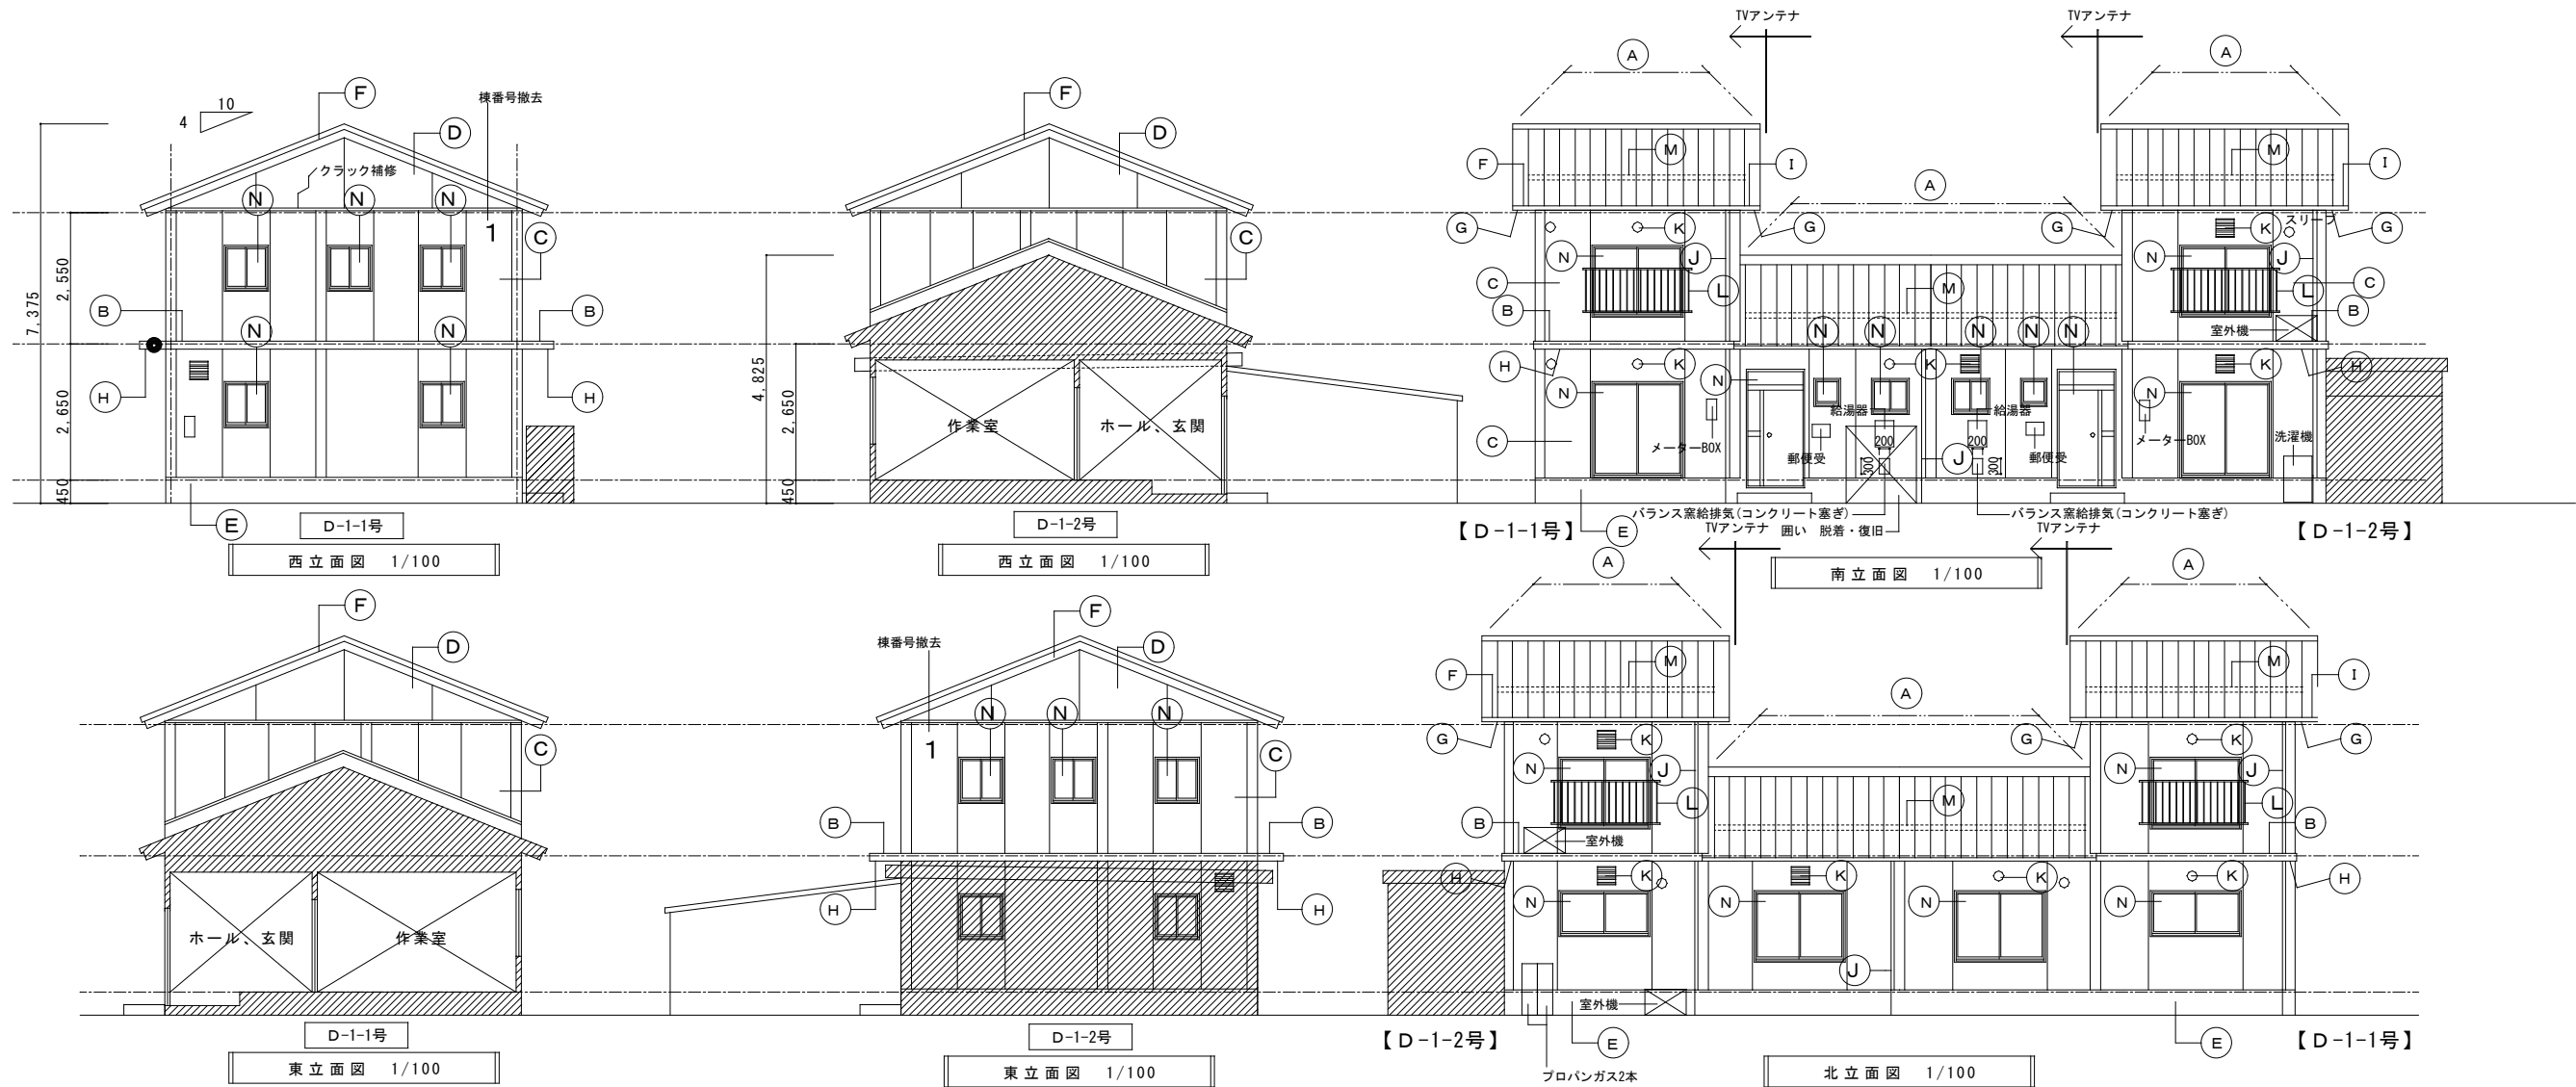 10
4
F
棟番号撤去
D
クラック補修
N
N
N
1
C
7,375
2,550
B
B
N
N
H
H
2,650
450
E
D-1-1号
西立面図 1/100
F
D
C
4,825
2,650
450
作業室
ホール、玄関
D-1-2号
西立面図 1/100
TVアンテナ
TVアンテナ
A
A
A
F
M
I
M
I
G
K
G
G
K
スリーブ
G
N
J
N
J
C
L
M
L
C
B
N
N
N
N
N
室外機
B
H
K
K
K
H
N
N
N
給湯器
給湯器
C
メーターBOX
200
200
メーターBOX
洗濯機
郵便受
300
J
300
郵便受
バランス窯給排気(コンクリート塞ぎ)
バランス窯給排気(コンクリート塞ぎ)
【D-1-1号】
E
囲い 脱着・復旧
【D-1-2号】
南立面図 1/100
F
D
C
ホール、玄関
作業室
D-1-1号
東立面図 1/100
棟番号撤去
F
D
N
N
N
1
C
B
B
H
H
D-1-2号
東立面図 1/100
TVアンテナ
TVアンテナ
A
A
A
F
M
M
I
G
K
G
K
G
N
J
N
J
L
M
L
B
室外機
B
H
K
K
K
K
H
N
N
N
N
J
室外機
【D-1-2号】
E
E
【D-1-1号】
プロパンガス2本
北立面図 1/100